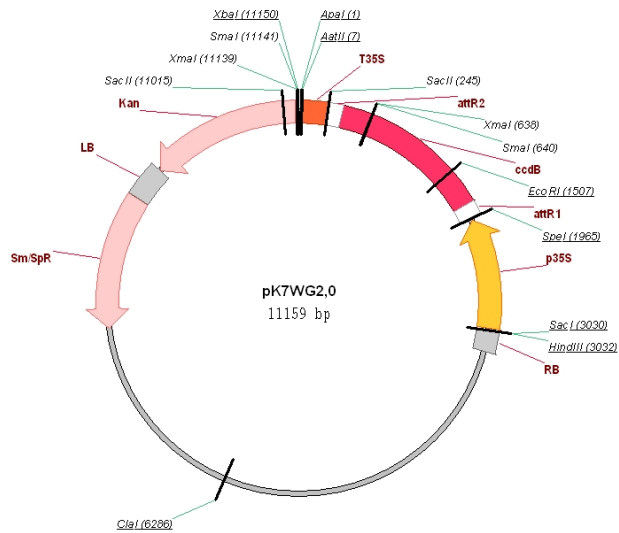 XbaI (11150)
ApaI (1)
SmaI (11141)
AatII (7)
XmaI (11139)
T35S
SacII (11015)
SacII (245)
Kan
attR2
XmaI (638)
SmaI (640)
LB
ccdB
EcoRI (1507)
attR1
SpeI (1965)
Sm/SpR
p35S
pK7WG2,0
11159 bp
SacI (3030)
HindIII (3032)
RB
ClaI (6286)